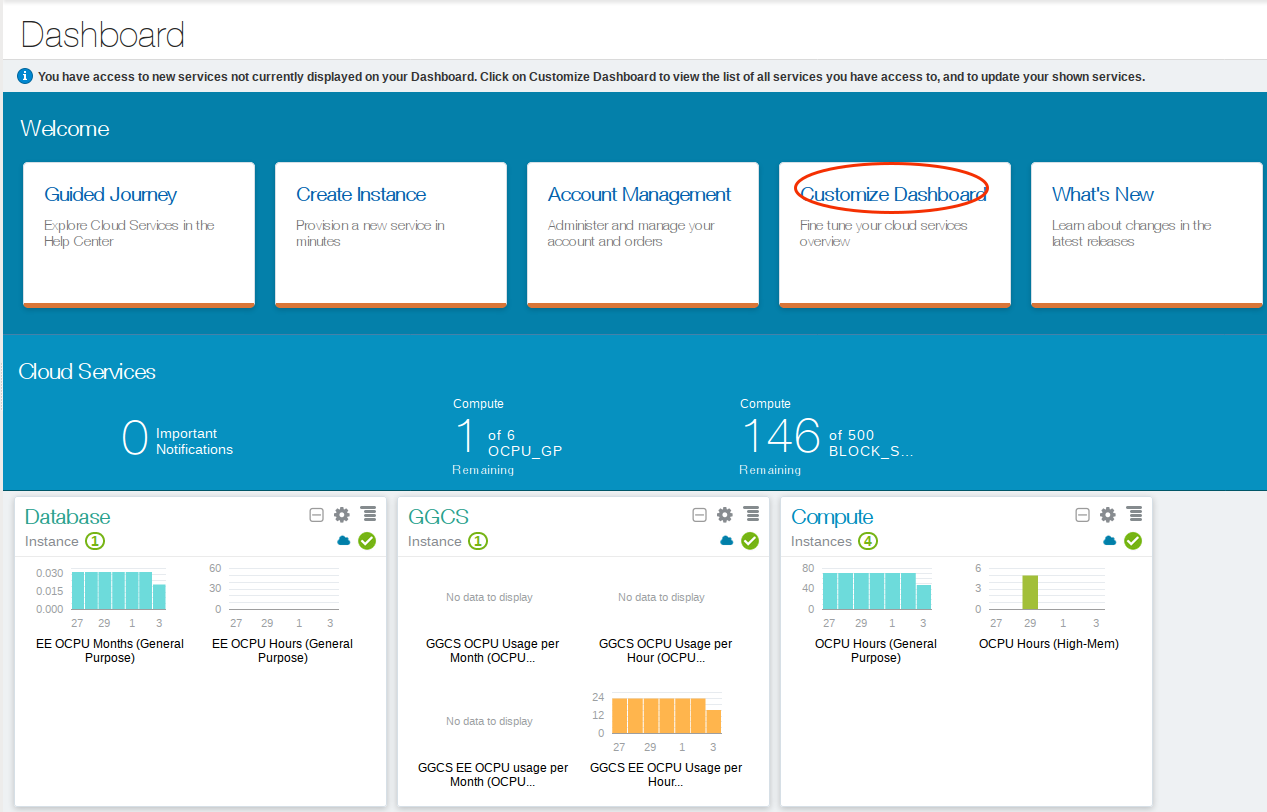 Dashboard
You have access to new services not currently displayed on your Dashboard. Click on Customize Dashboard to view the list of all services you have access to, and to update your shown services.
Welcome
Guided Journey
Explore Cloud Services in the
Help Center
Create Instance
Provision a new service in
minutes
Account Management
Administer and manage your
account and orders
Customize Dashboard
Fine tune your cloud services
overview
What's New
Learn about changes in the
latest releases
Cloud Services
0
Important
Notifications
Compute
1
of 6
OCPU_GP
Remaining
Compute
146
of 500
BLOCK_S...
Remaining
Database
Instance 1
0.030
0.015
0.000
27 29 1 3
EE OCPU Months (General
Purpose)
60
30
0
27 29 1 3
EE OCPU Hours (General
Purpose)
GGCS
Instance 1
No data to display
GGCS OCPU Usage per
Month (OCPU...
No data to display
GGCS OCPU Usage per
Hour (OCPU...
No data to display
GGCS EE OCPU usage per
Month (OCPU...
24
12
0
27 29 1 3
GGCS EE OCPU Usage per
Hour...
Compute
Instances 4
80
40
0
27 29 1 3
OCPU Hours (General
Purpose)
6
3
0
27 29 1 3
OCPU Hours (High-Mem)